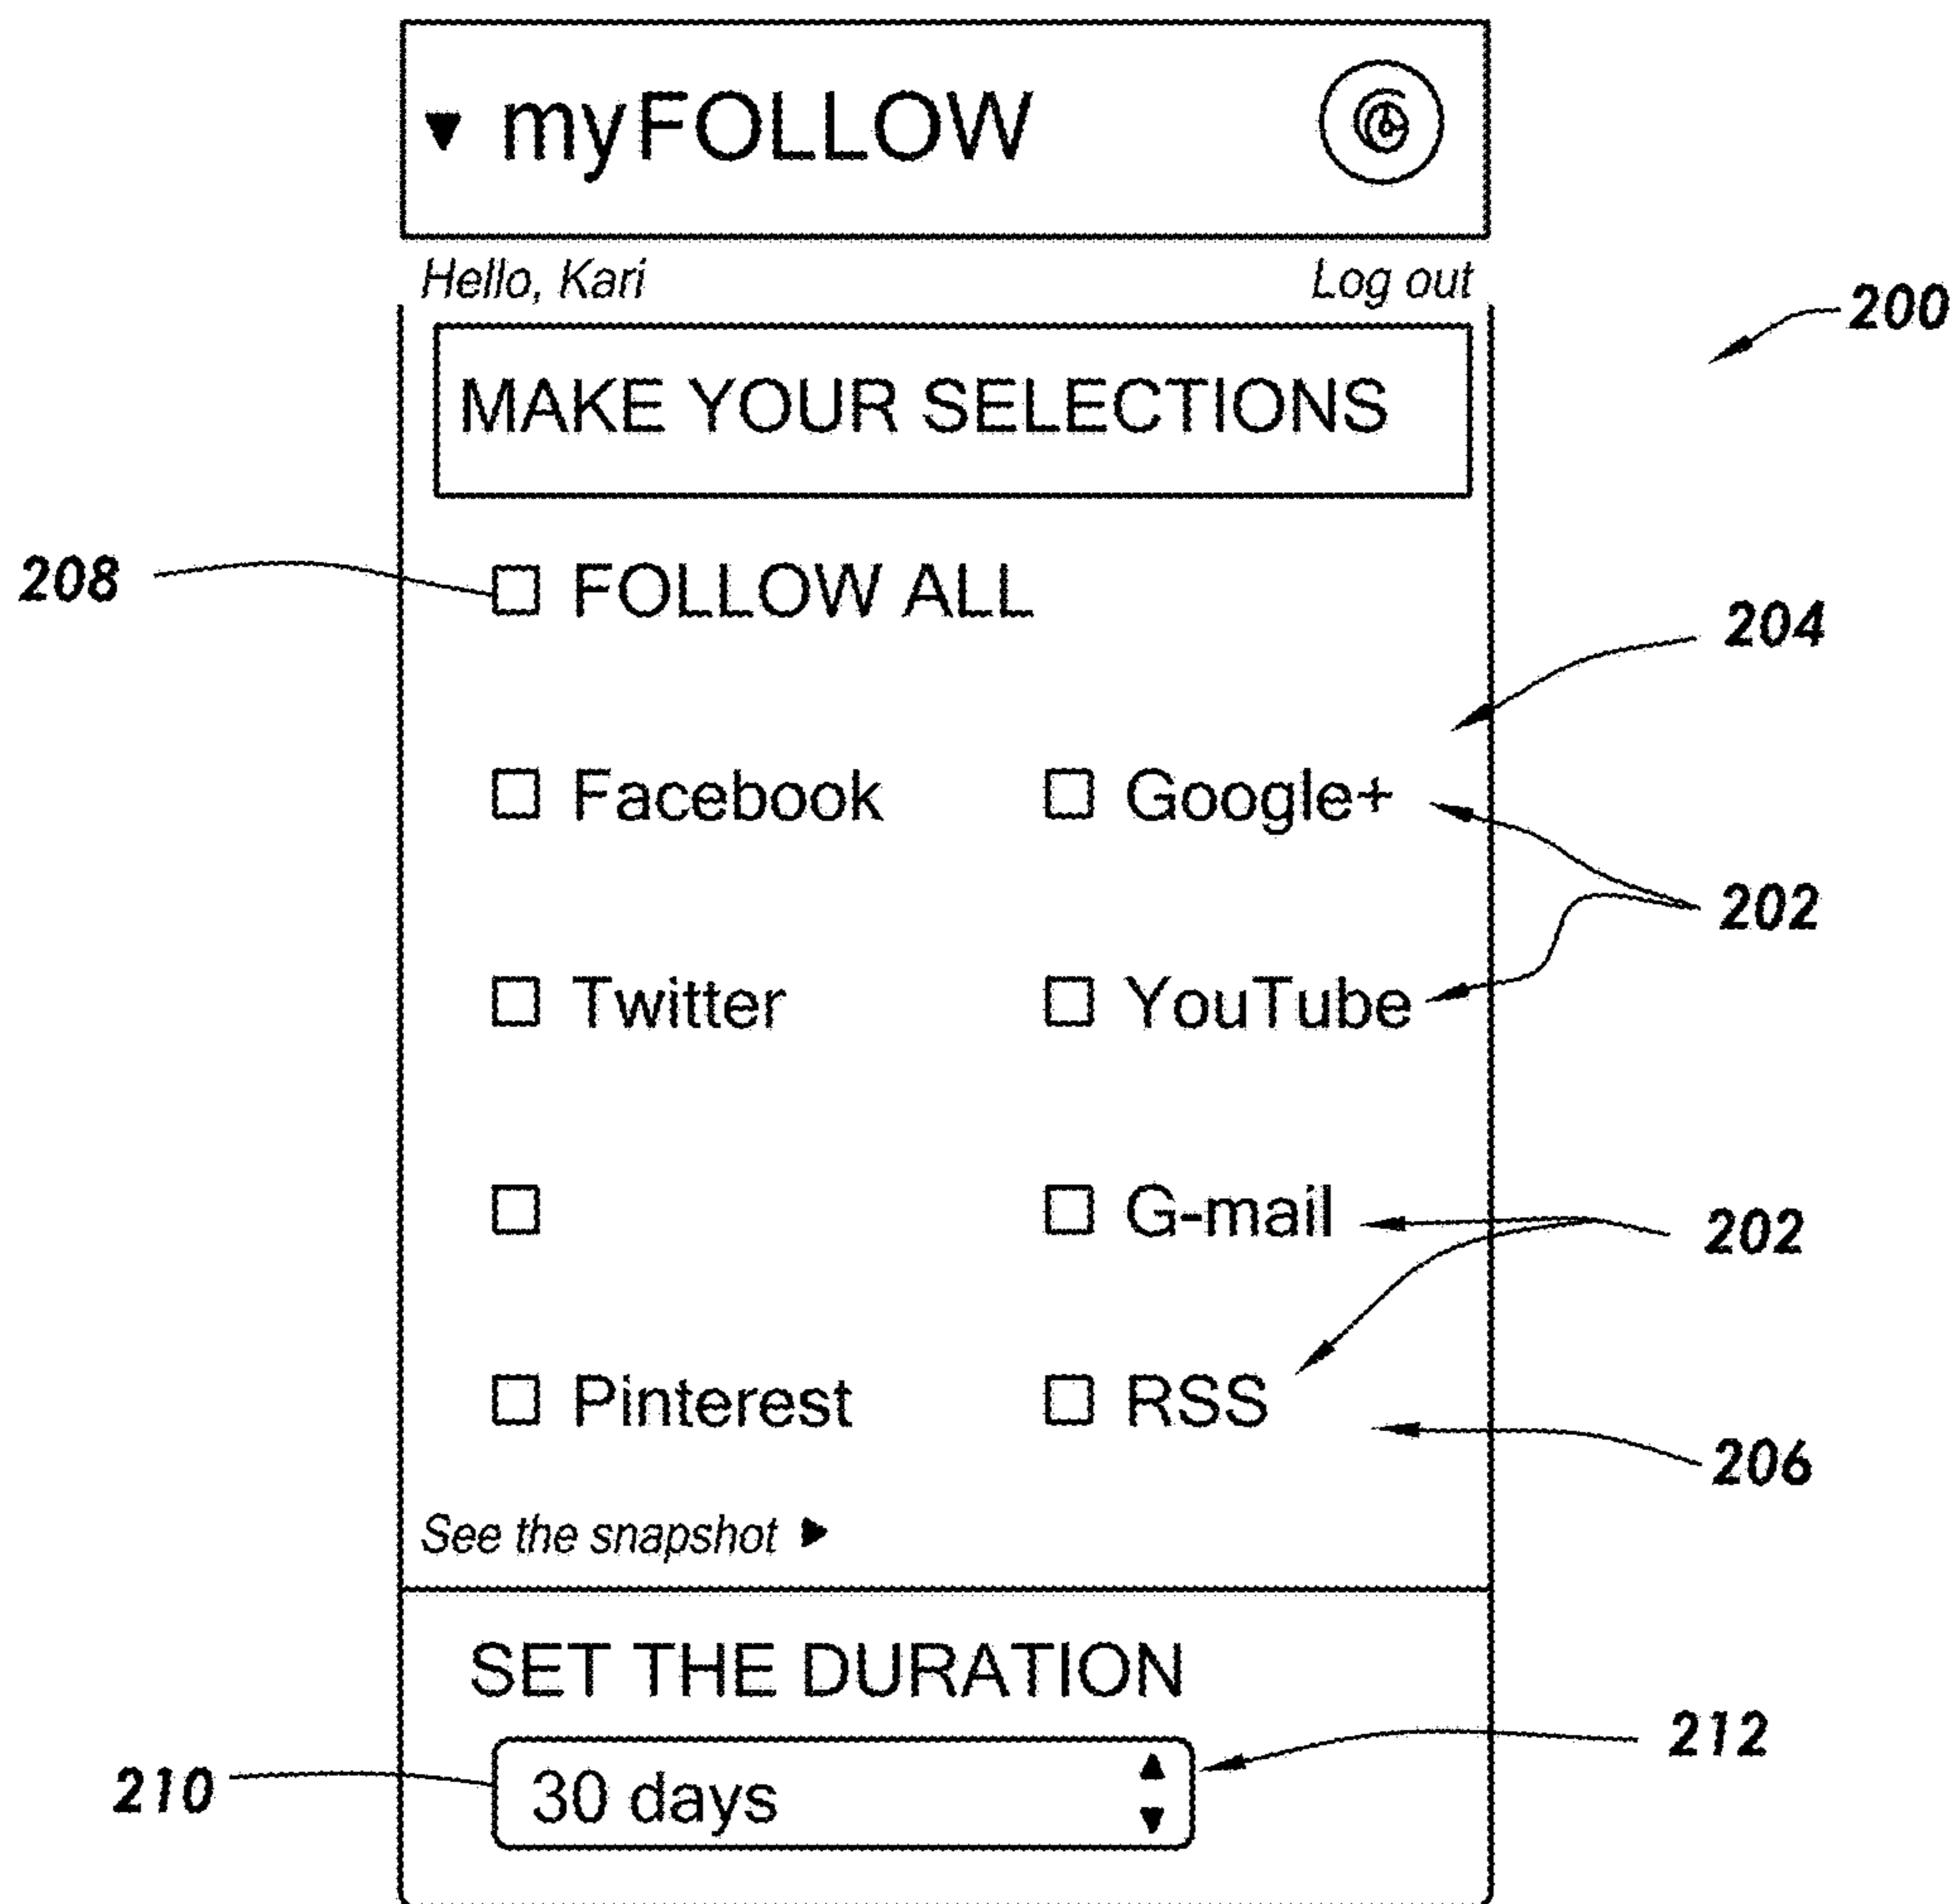 ▼ myFOLLOW
Hello, Kari Log out
200
MAKE YOUR SELECTIONS
208 FOLLOW ALL
204
Facebook Google+
202
Twitter YouTube
G-mail 202
Pinterest RSS
206
See the snapshot ►
SET THE DURATION
212
210 30 days